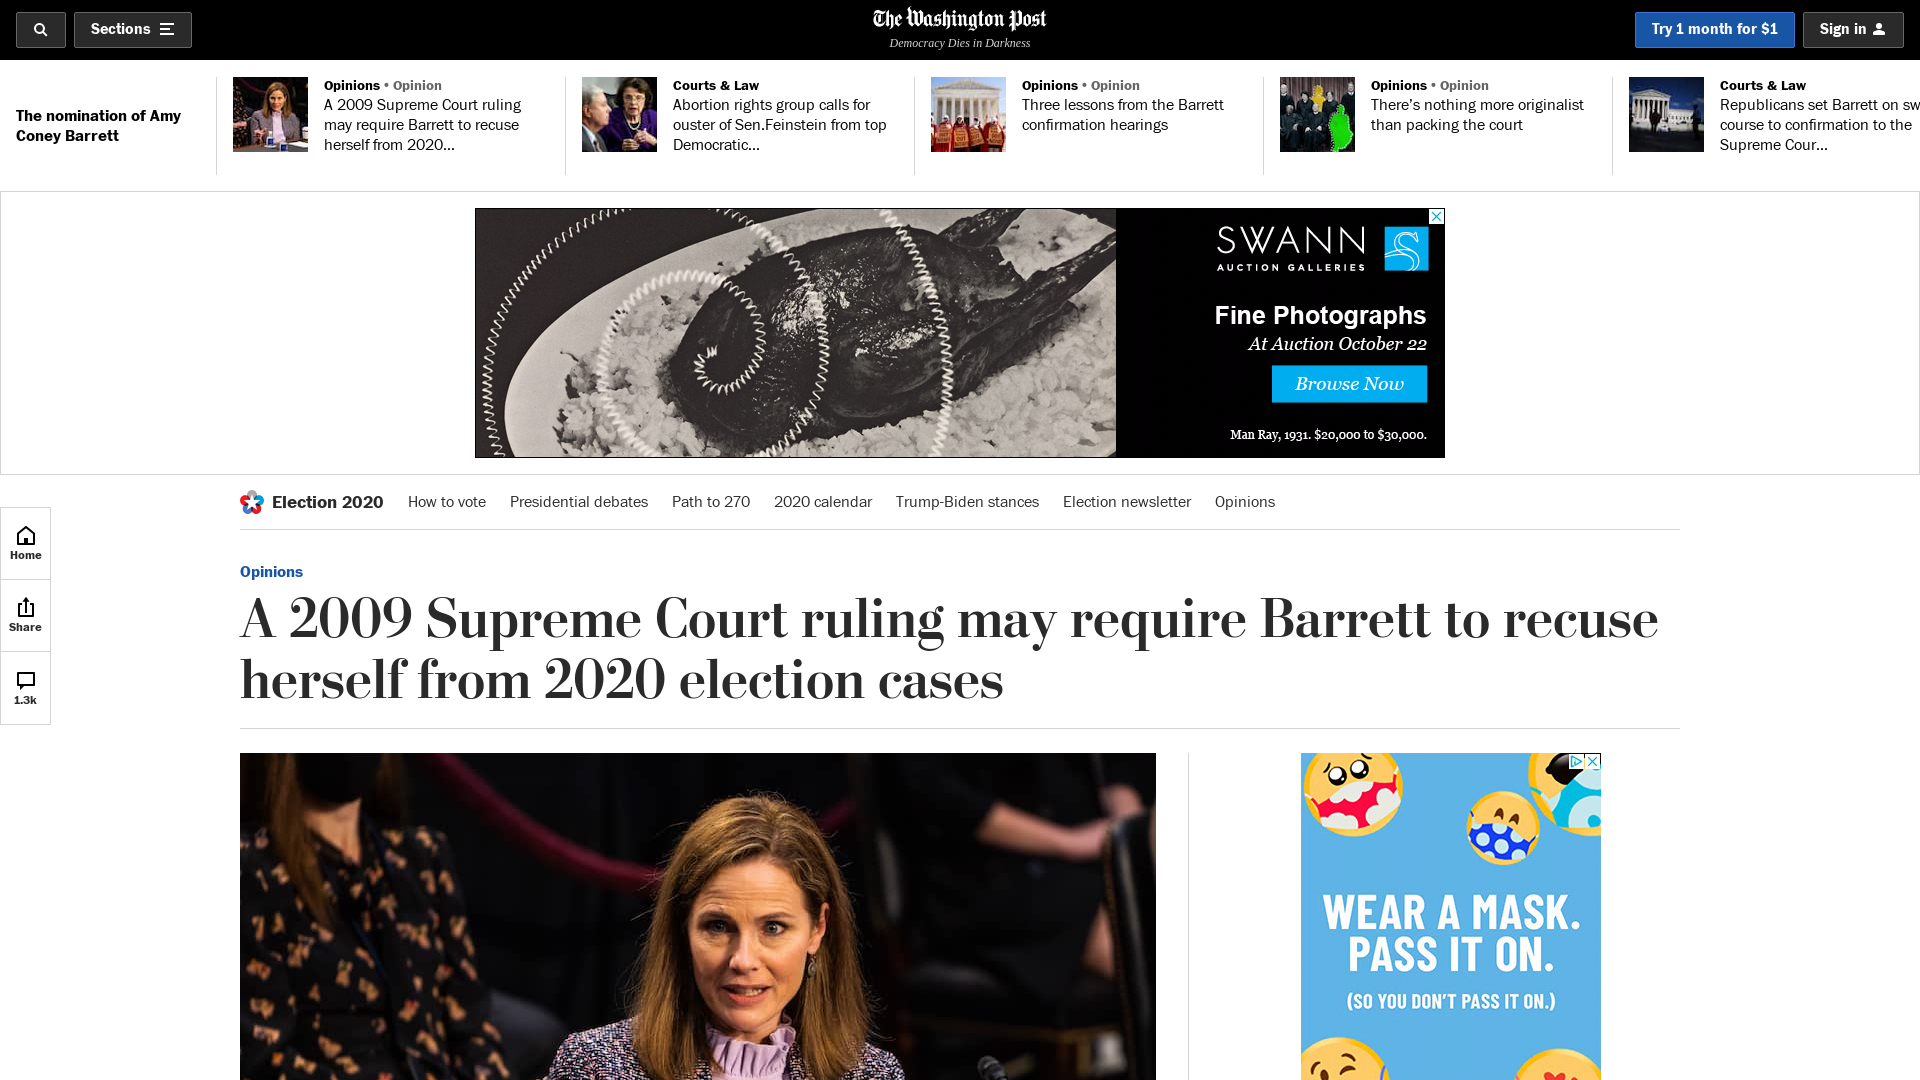 Sections
The Washington Post
Democracy Dies in Darkness
Try 1 month for $1
Sign in
The nomination of Amy
Coney Barrett
Opinions • Opinion
A 2009 Supreme Court ruling
may require Barrett to recuse
herself from 2020...
Courts & Law
Abortion rights group calls for
ouster of Sen.Feinstein from top
Democratic...
Opinions • Opinion
Three lessons from the Barrett
confirmation hearings
Opinions • Opinion
There’s nothing more originalist
than packing the court
Courts & Law
Republicans set Barrett on sw
course to confirmation to the
Supreme Cour...
SWANN
AUCTION GALLERIES
Fine Photographs
At Auction October 22
Browse Now
Man Ray, 1931. $20,000 to $30,000.
Election 2020
How to vote
Presidential debates
Path to 270
2020 calendar
Trump-Biden stances
Election newsletter
Opinions
Home
Share
1.3k
Opinions
A 2009 Supreme Court ruling may require Barrett to recuse
herself from 2020 election cases
WEAR A MASK.
PASS IT ON.
(SO YOU DON’T PASS IT ON.)